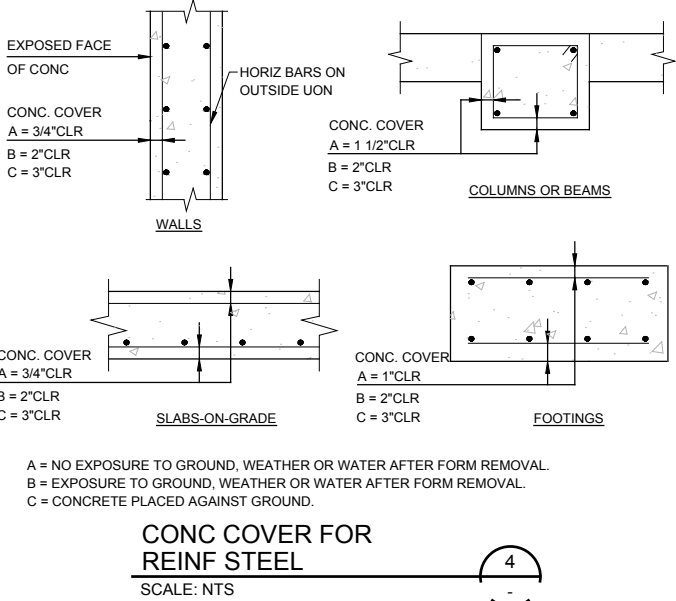 EXPOSED FACE
OF CONC
HORIZ BARS ON
OUTSIDE UON
CONC. COVER
A = 3/4"CLR
B = 2"CLR
C = 3"CLR
WALLS
CONC. COVER
A = 1 1/2"CLR
B = 2"CLR
C = 3"CLR
COLUMNS OR BEAMS
CONC. COVER
A = 3/4"CLR
B = 2"CLR
C = 3"CLR
SLABS-ON-GRADE
CONC. COVER
A = 1"CLR
B = 2"CLR
C = 3"CLR
FOOTINGS
A = NO EXPOSURE TO GROUND, WEATHER OR WATER AFTER FORM REMOVAL.
B = EXPOSURE TO GROUND, WEATHER OR WATER AFTER FORM REMOVAL.
C = CONCRETE PLACED AGAINST GROUND.
CONC COVER FOR
REINF STEEL
4
-
SCALE: NTS